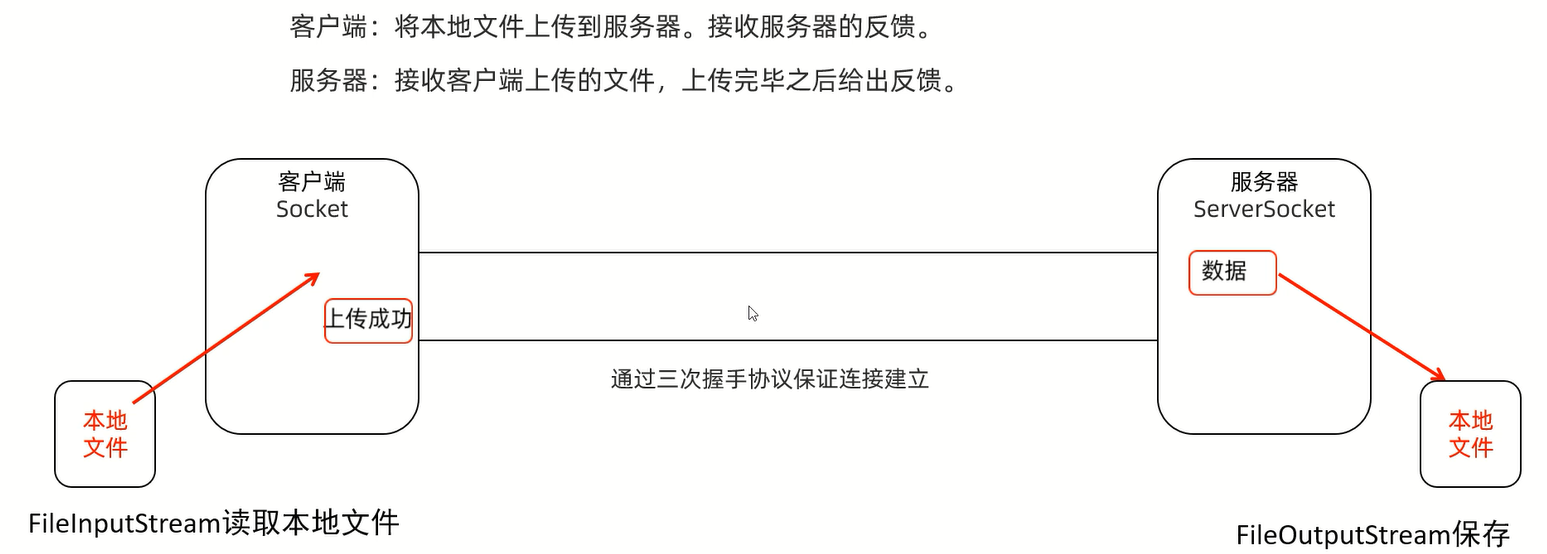 客户端：将本地文件上传到服务器。接收服务器的反馈。
服务器：接收客户端上传的文件，上传完毕之后给出反馈。
客户端
Socket
服务器
ServerSocket
数据
上传成功
通过三次握手协议保证连接建立
本地
文件
本地
文件
FileInputStream读取本地文件
FileOutputStream保存